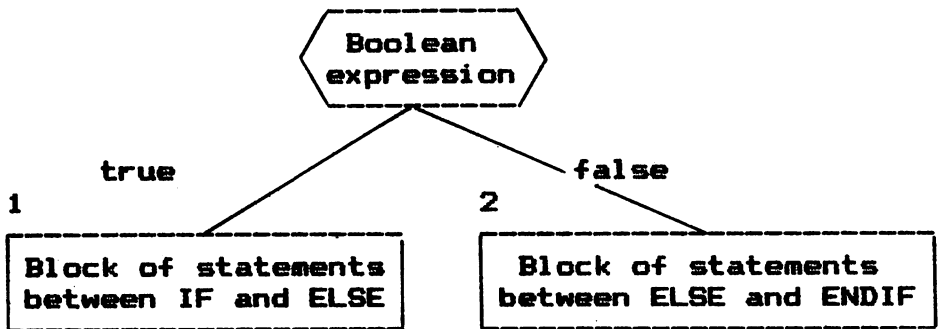 Boolean
expression
true
false
1
2
Block of statements
between IF and ELSE
Block of statements
between ELSE and ENDIF